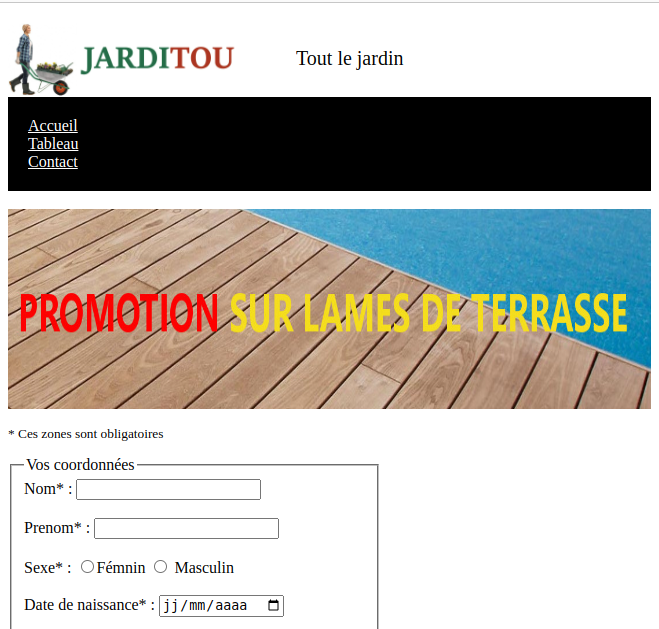 JARDITOU
Tout le jardin
Accueil
Tableau
Contact
PROMOTION SUR LAMES DE TERRASSE
* Ces zones sont obligatoires
Vos coordonnées
Nom* :
Prenom* :
Sexe* : Fémnin Masculin
Date de naissance* : jj/mm/aaaa